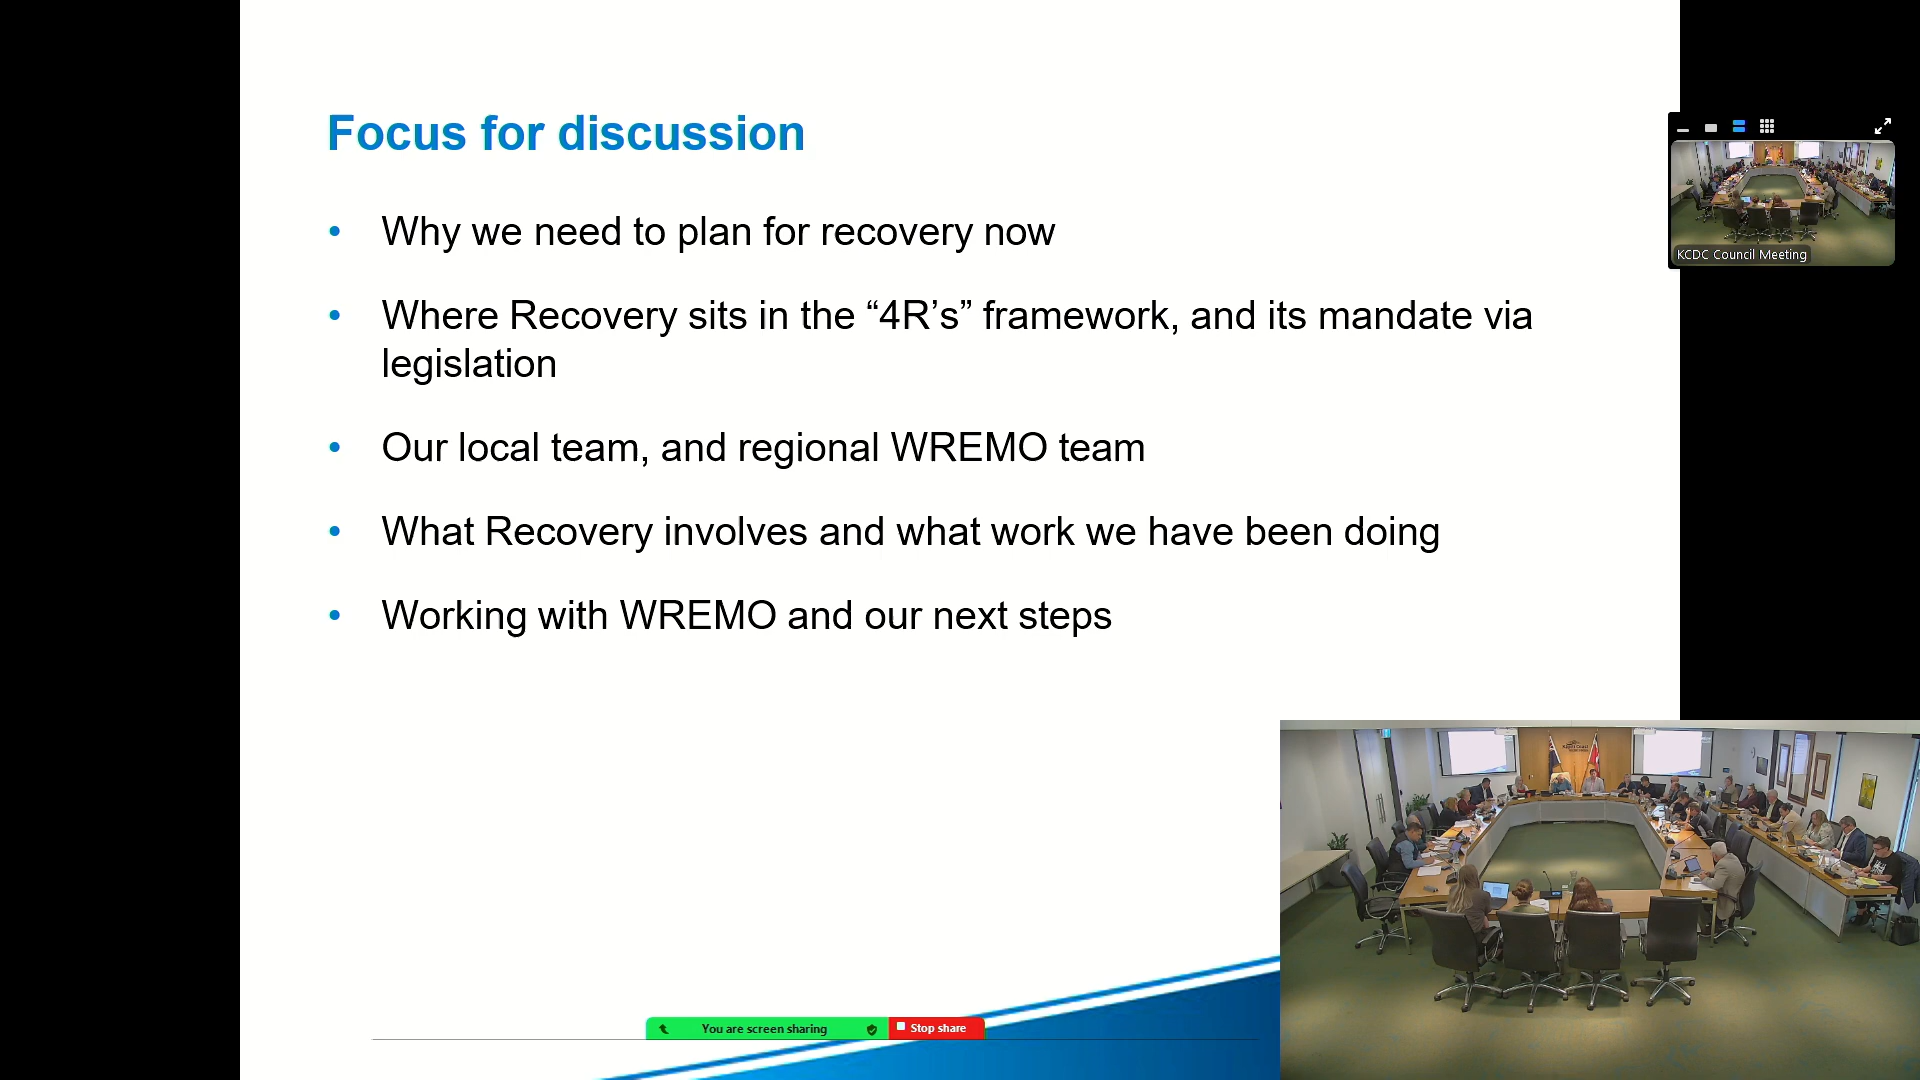 Focus for discussion
• Why we need to plan for recovery now
• Where Recovery sits in the “4R’s” framework, and its mandate via
legislation
• Our local team, and regional WREMO team
• What Recovery involves and what work we have been doing
• Working with WREMO and our next steps
KCDC Council Meeting
You are screen sharing
Stop share